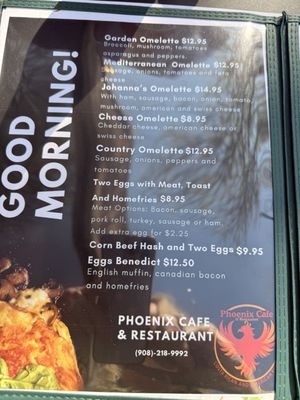 GOOD
MORNING!
Garden Omelette $12.95
Broccoli, mushroom, tomatoes
asparagus and peppers.
Mediterranean Omelette $12.95
Sausage, onions, tomatoes and feta
cheese
Johanna's Omelette $14.95
With ham, sausage, bacon, onion, tomato,
mushroom, american and swiss cheese
Cheese Omelette $8.95
Cheddar cheese, american cheese or
swiss cheese
Country Omelette $12.95
Sausage, onions, peppers and
tomatoes
Two Eggs with Meat, Toast
And Homefries $8.95
Meat Options: Bacon, sausage,
pork roll, turkey, sausage or ham,
Add extra egg for $2.25
Corn Beef Hash and Two Eggs $9.95
Eggs Benedict $12.50
English muffin, canadian bacon
and homefries
PHOENIX CAFE
& RESTAURANT
(908)-218-9992
Phoenix Cafe